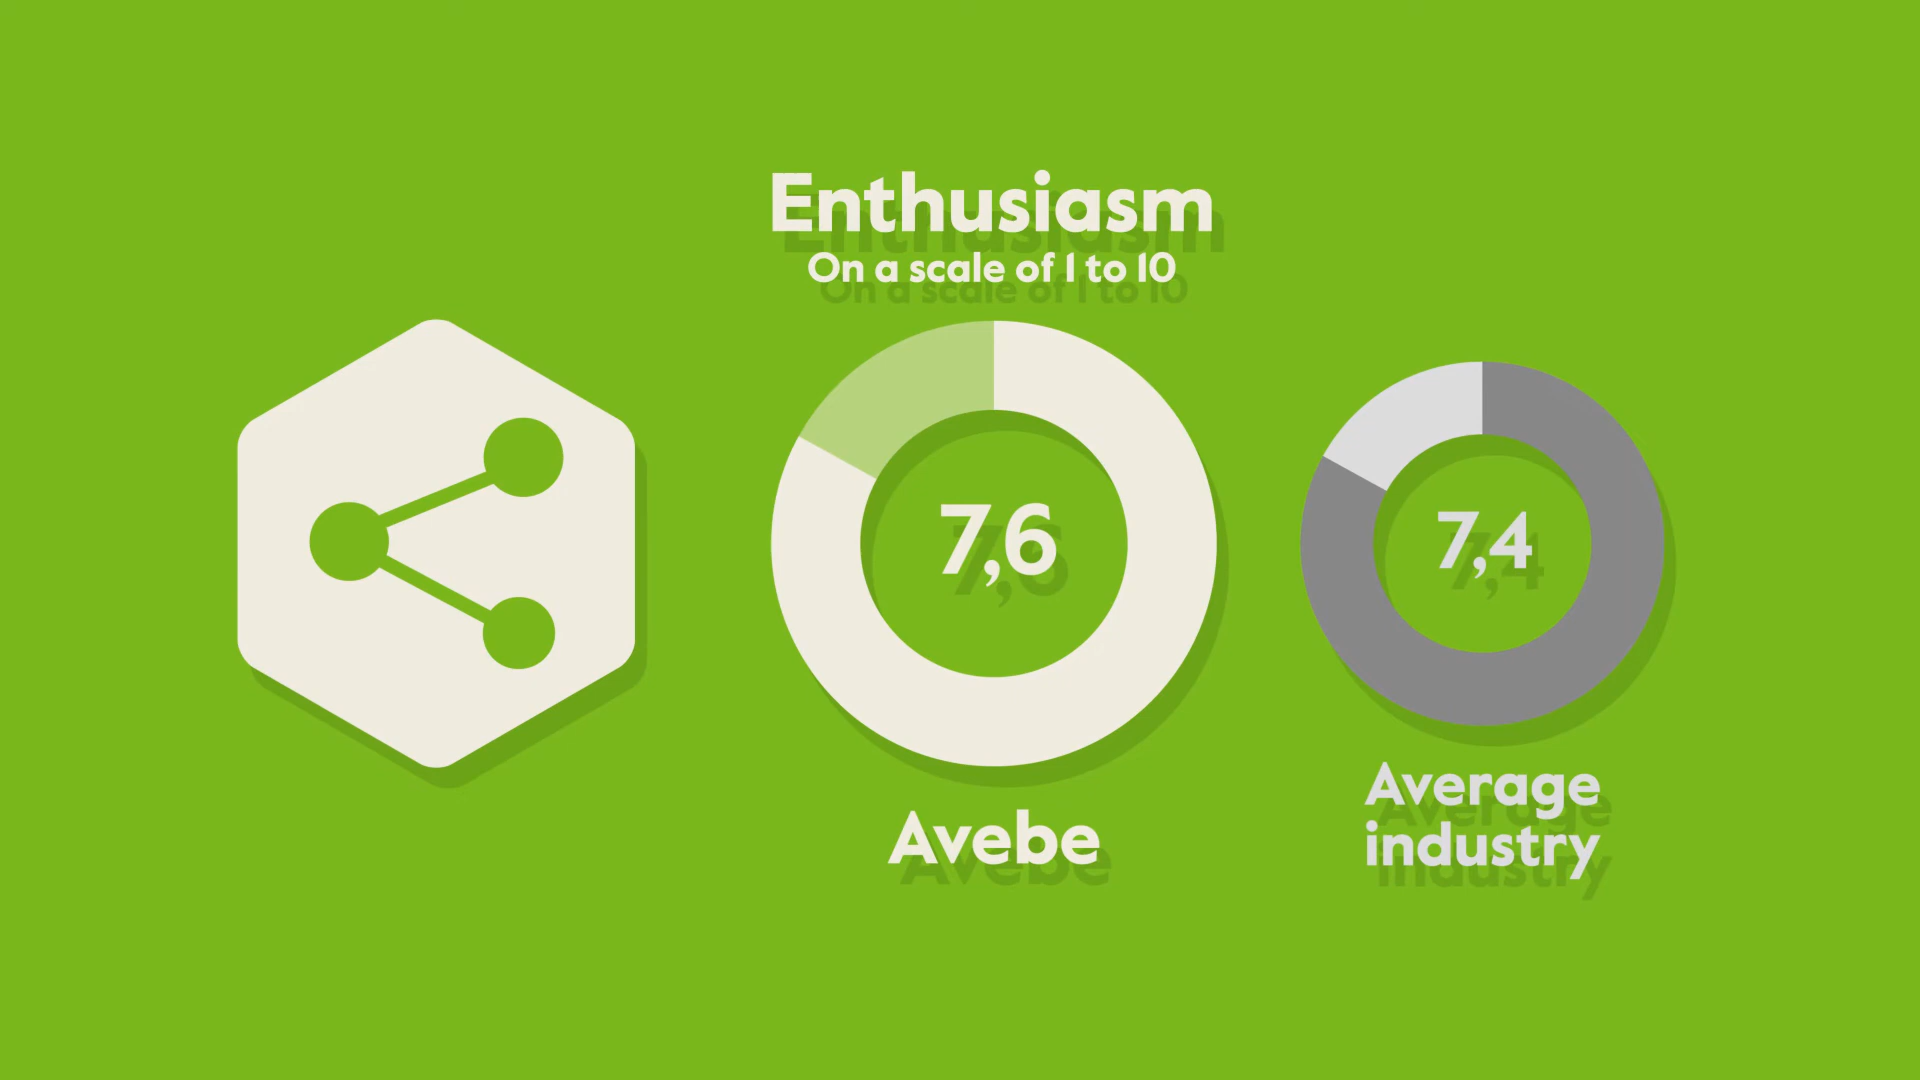 Enthusiasm
On a scale of 1 to 10
7,6
7,4
Avebe
Average
industry